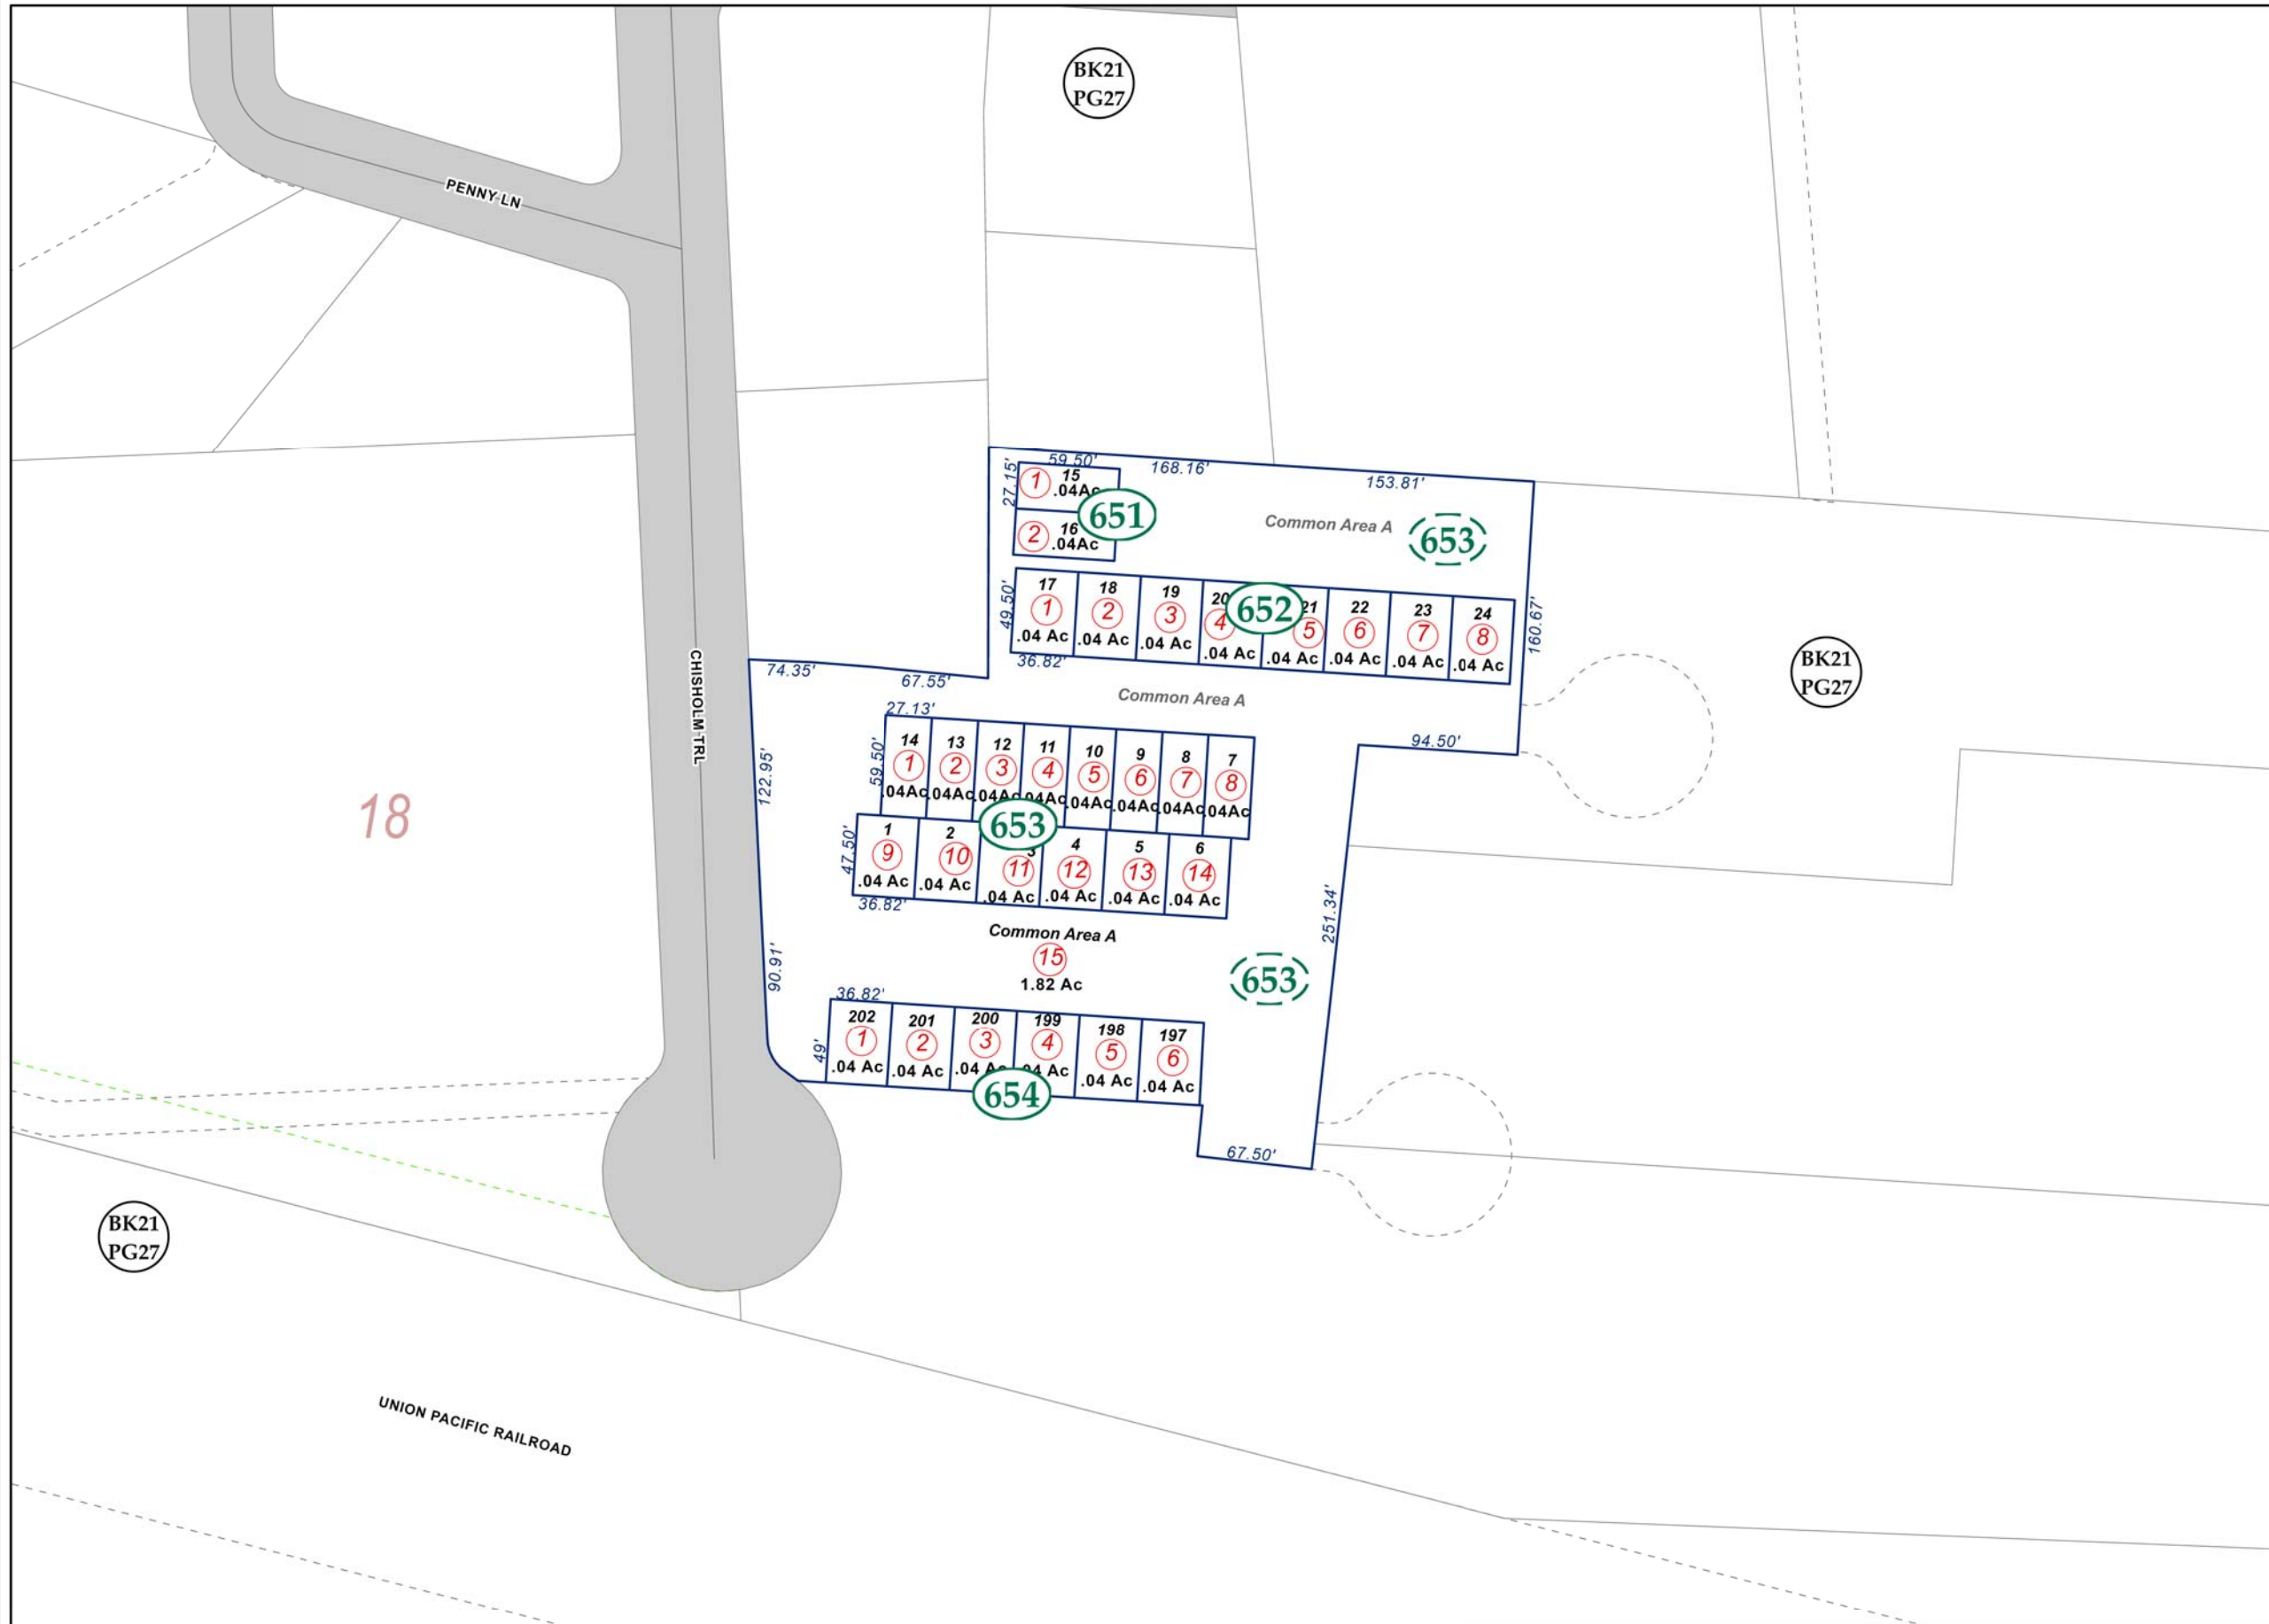 BK21
PG27
PENNY LN
59.50'
168.16'
153.81'
27.15'
1
15
.04Ac
651
2
16
.04Ac
Common Area A
653
49.50'
17
18
19
20
652
21
22
23
24
1
2
3
4
5
6
7
8
.04 Ac
.04 Ac
.04 Ac
.04 Ac
.04 Ac
.04 Ac
.04 Ac
.04 Ac
36.82'
160.67'
CHISHOLM TRL
74.35'
67.55'
Common Area A
BK21
PG27
27.13'
94.50'
122.95'
59.50'
14
13
12
11
10
9
8
7
1
2
3
4
5
6
7
8
.04Ac
.04Ac
.04Ac
.04Ac
.04Ac
.04Ac
.04Ac
.04Ac
18
653
47.50'
1
2
3
4
5
6
9
10
11
12
13
14
.04 Ac
.04 Ac
.04 Ac
.04 Ac
.04 Ac
.04 Ac
36.82'
251.34'
Common Area A
15
1.82 Ac
653
90.91'
36.82'
49'
202
201
200
199
198
197
1
2
3
4
5
6
.04 Ac
.04 Ac
.04 Ac
.04 Ac
.04 Ac
.04 Ac
654
67.50'
BK21
PG27
UNION PACIFIC RAILROAD